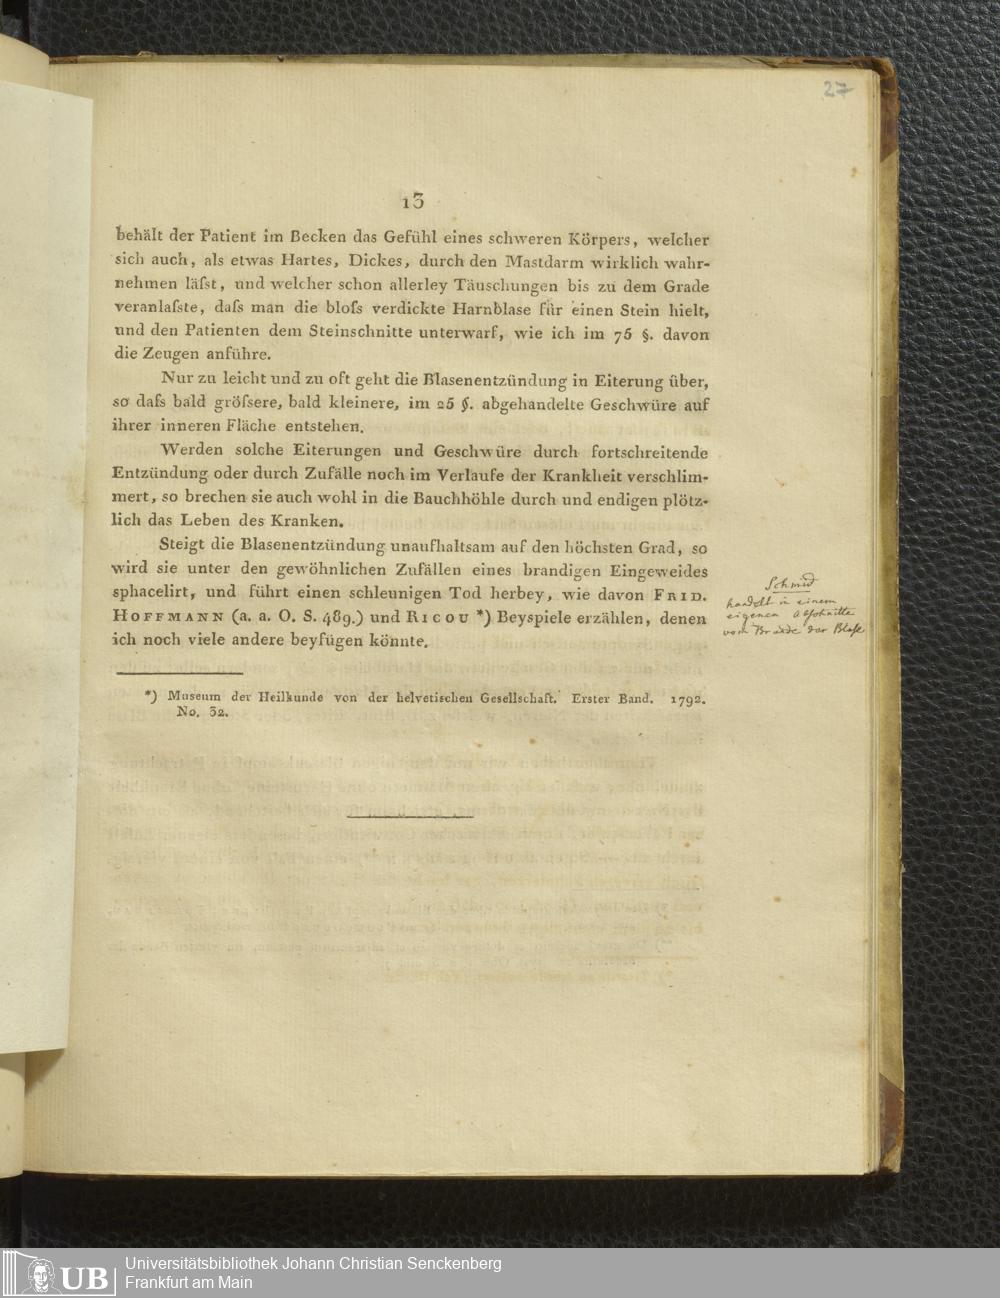 27
13
behält der Patient im Becken das Gefühl eines schweren Körpers, welcher
sich auch, als etwas Hartes, Dickes, durch den Mastdarm wirklich wahr-
nehmen läſst, und welcher schon allerley Täuschungen bis zu dem Grade
veranlaſste, daſs man die bloſs verdickte Harnblase für einen Stein hielt,
und den Patienten dem Steinschnitte unterwarf, wie ich im 75 §. davon
die Zeugen anführe.
Nur zu leicht und zu oft geht die Blasenentzündung in Eiterung über,
so daſs bald gröſsere, bald kleinere, im 25 §. abgehandelte Geschwüre auf
ihrer inneren Fläche entstehen.
Werden solche Eiterungen und Geschwüre durch fortschreitende
Entzündung oder durch Zufälle noch im Verlaufe der Krankheit verschlim-
mert, so brechen sie auch wohl in die Bauchhöhle durch und endigen plötz-
lich das Leben des Kranken.
Steigt die Blasenentzündung unaufhaltsam auf den höchsten Grad, so
wird sie unter den gewöhnlichen Zufällen eines brandigen Eingeweides
sphacelirt, und führt einen schleunigen Tod herbey, wie davon FRID.
HOFFMANN (a. a. O. S. 489.) und RICOU *) Beyspiele erzählen, denen
ich noch viele andere beyfügen könnte.
Schmid
handelt in einem
eigenen Abschnitte
vom Brande der Blase
*) Museum der Heilkunde von der helvetischen Gesellschaft. Erster Band. 1792.
No. 32.
UB
Universitätsbibliothek Johann Christian Senckenberg
Frankfurt am Main